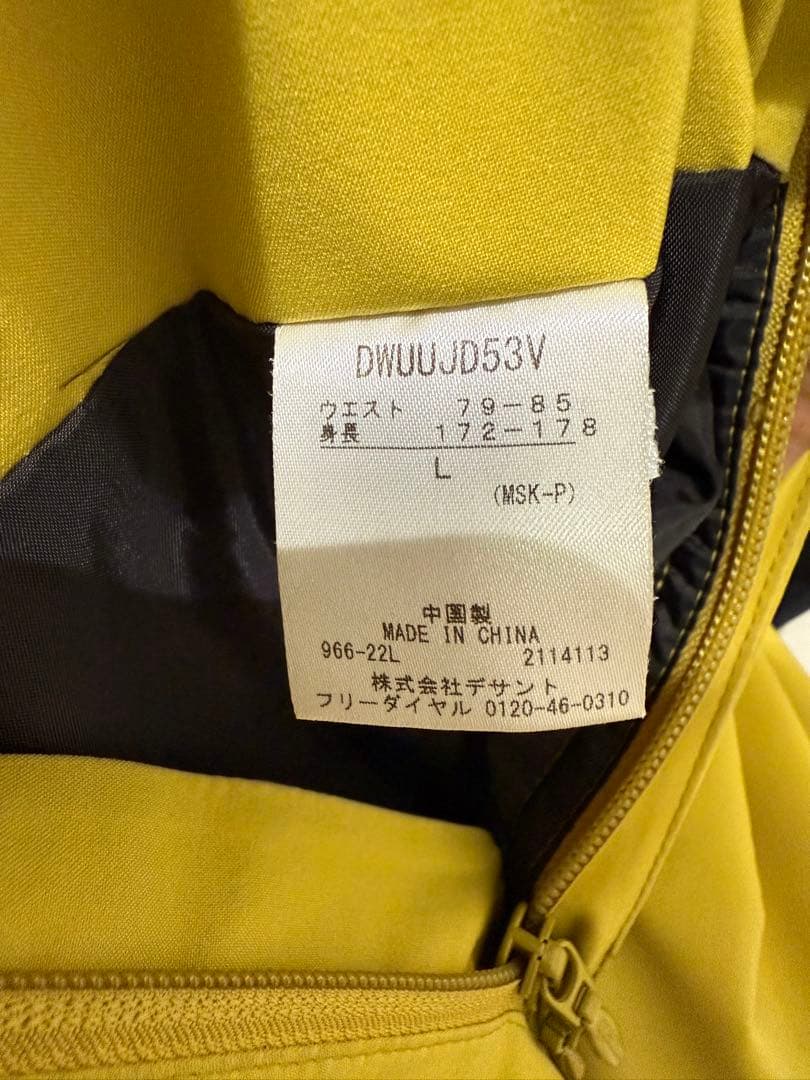 DWUUJD53V
ウエスト 79-85
身長 172-178
L
(MSK-P)
中国製
MADE IN CHINA
966-22L 2114113
株式会社デサント
フリーダイヤル 0120-46-0310